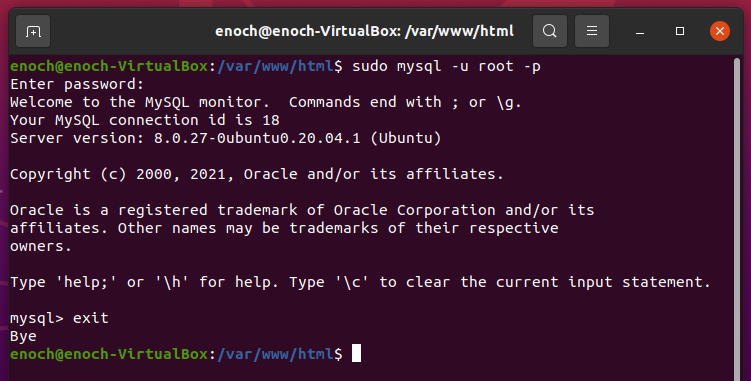 enoch@enoch-VirtualBox: /var/www/html
enoch@enoch-VirtualBox:/var/www/html$ sudo mysql -u root -p
Enter password:
Welcome to the MySQL monitor.  Commands end with ; or \g.
Your MySQL connection id is 18
Server version: 8.0.27-0ubuntu0.20.04.1 (Ubuntu)
Copyright (c) 2000, 2021, Oracle and/or its affiliates.
Oracle is a registered trademark of Oracle Corporation and/or its
affiliates. Other names may be trademarks of their respective
owners.
Type 'help;' or '\h' for help. Type '\c' to clear the current input statement.
mysql> exit
Bye
enoch@enoch-VirtualBox:/var/www/html$